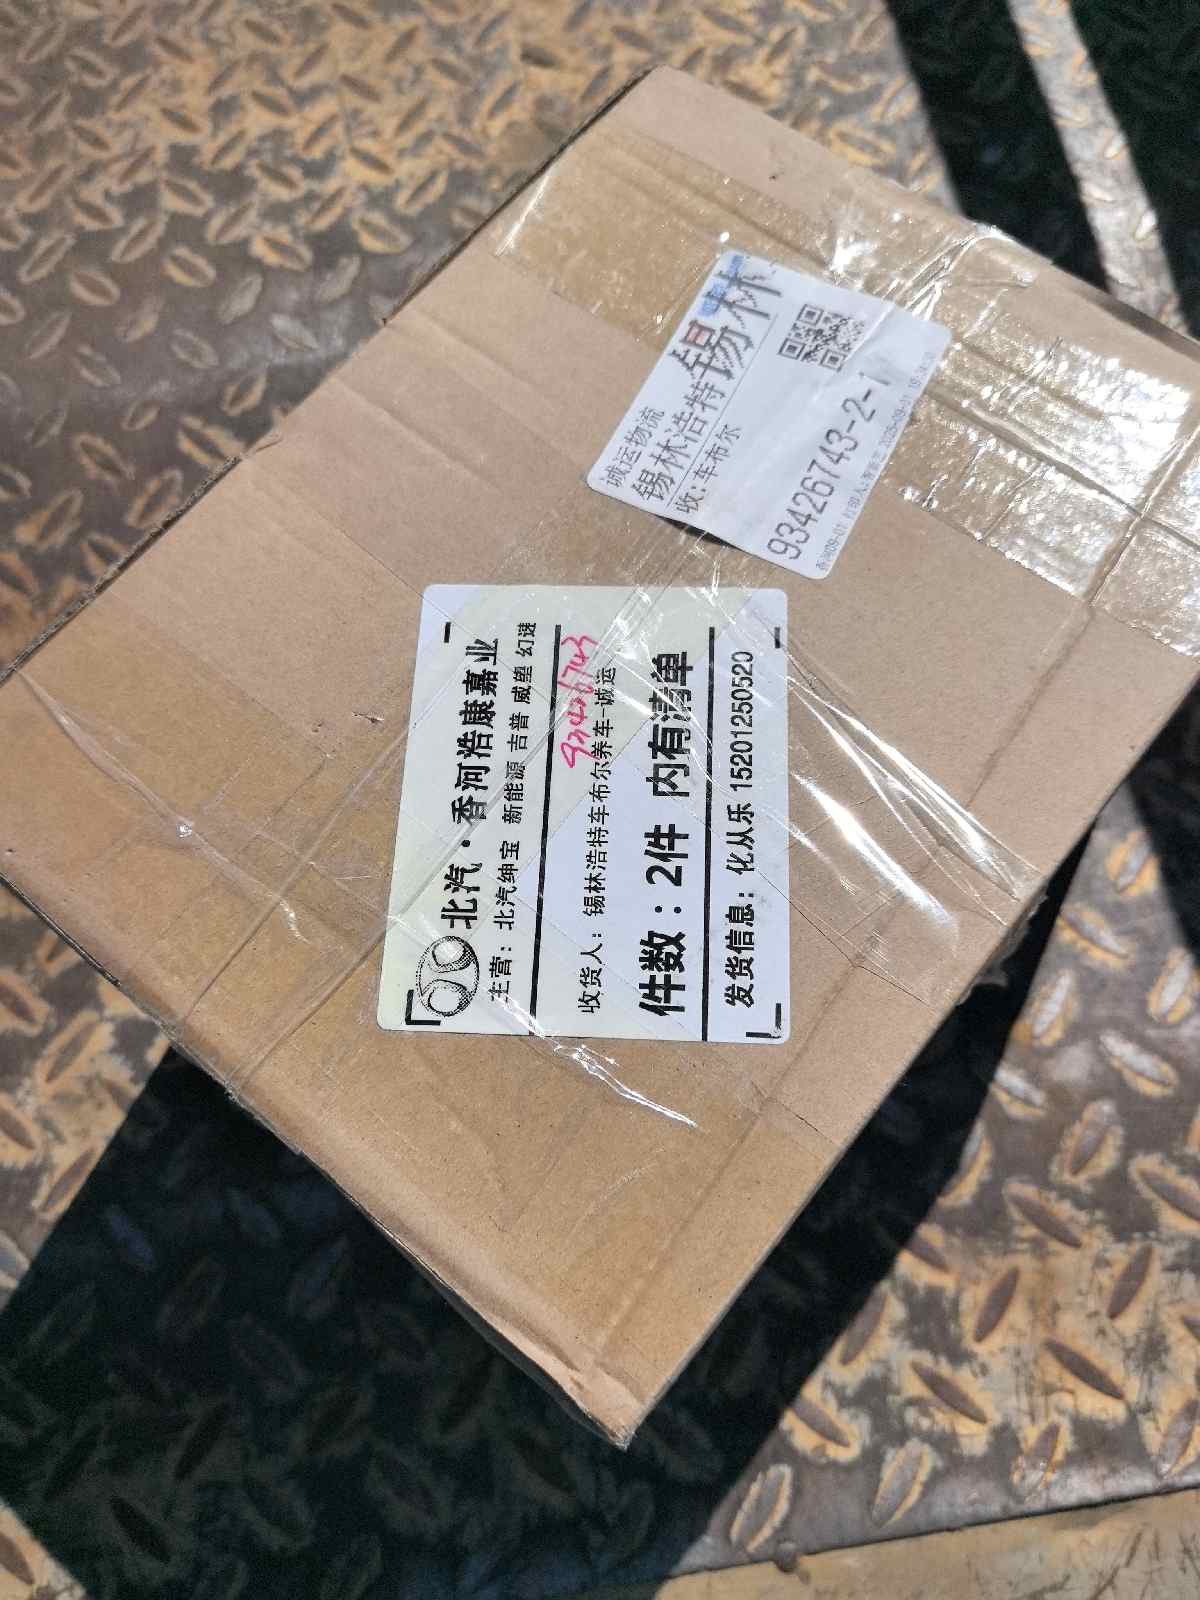 诚运物流
锡林浩特锡林
收:车布尔
93426743-2-1
北汽·香河浩康嘉业
主营：北汽绅宝 新能源 吉普 威望 幻速
93426743
收货人：锡林浩特车布尔养车-诚运
件数：2件 内有清单
发货信息：化从乐 15201250520